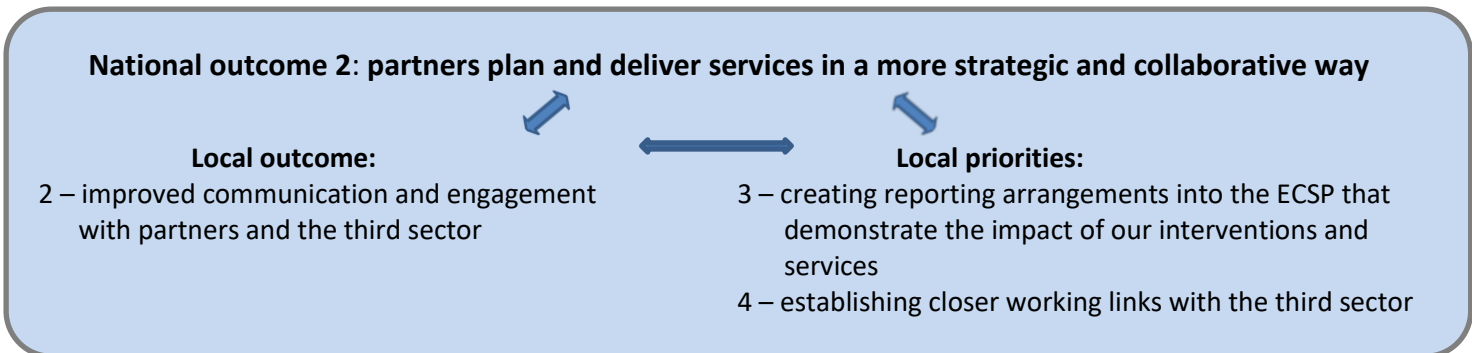 National outcome 2: partners plan and deliver services in a more strategic and collaborative way
Local outcome:
2 – improved communication and engagement
with partners and the third sector
Local priorities:
3 – creating reporting arrangements into the ECSP that
demonstrate the impact of our interventions and
services
4 – establishing closer working links with the third sector